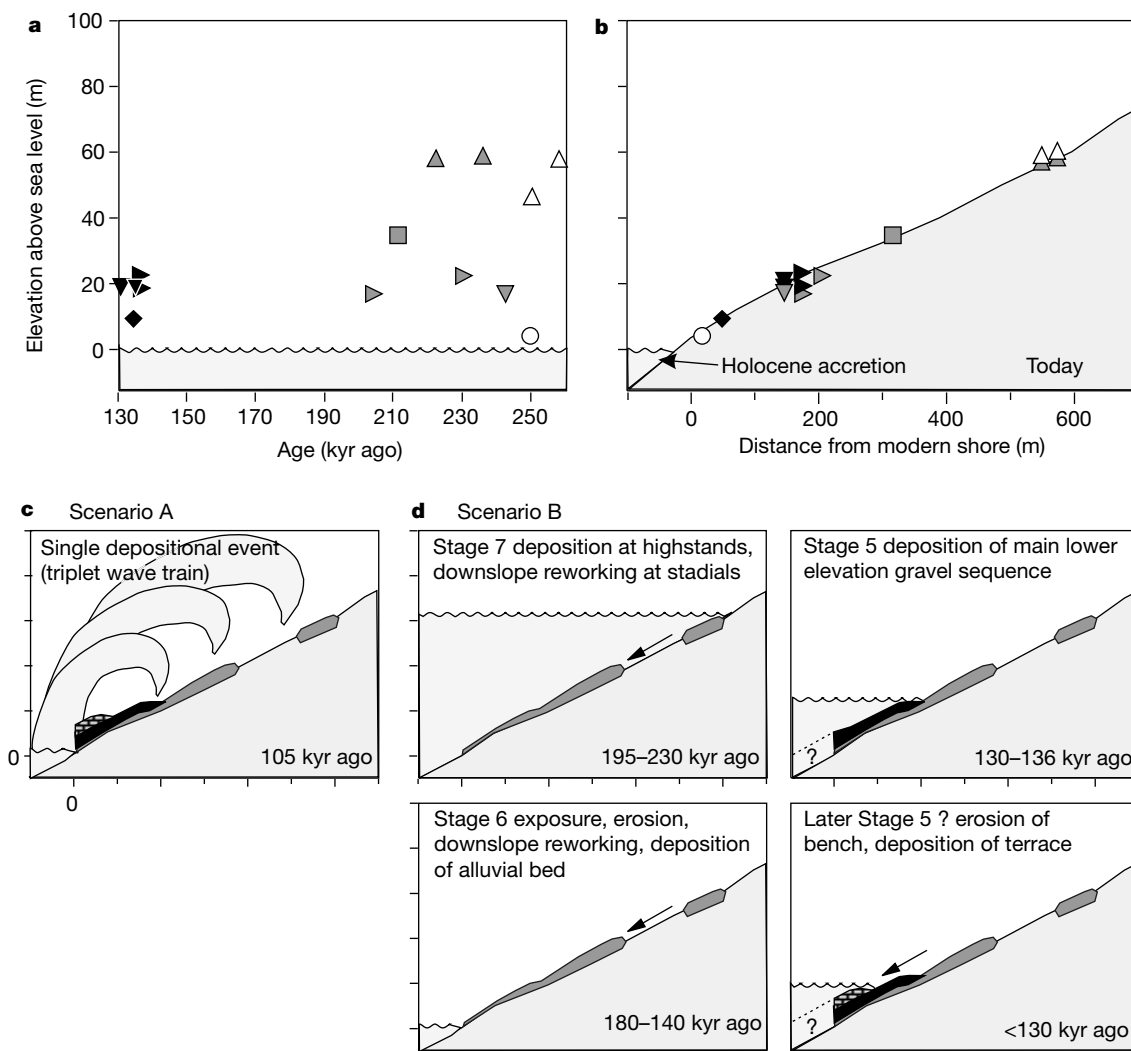 a
Elevation above sea level (m)
100
80
60
40
20
0
130
150
170
190
210
230
250
Age (kyr ago)
b
Holocene accretion
Today
0
200
400
600
Distance from modern shore (m)
c Scenario A
Single depositional event
(triplet wave train)
105 kyr ago
0
0
d Scenario B
Stage 7 deposition at highstands,
downslope reworking at stadials
195–230 kyr ago
Stage 5 deposition of main lower
elevation gravel sequence
?
130–136 kyr ago
Stage 6 exposure, erosion,
downslope reworking, deposition
of alluvial bed
180–140 kyr ago
Later Stage 5 ? erosion of
bench, deposition of terrace
?
<130 kyr ago